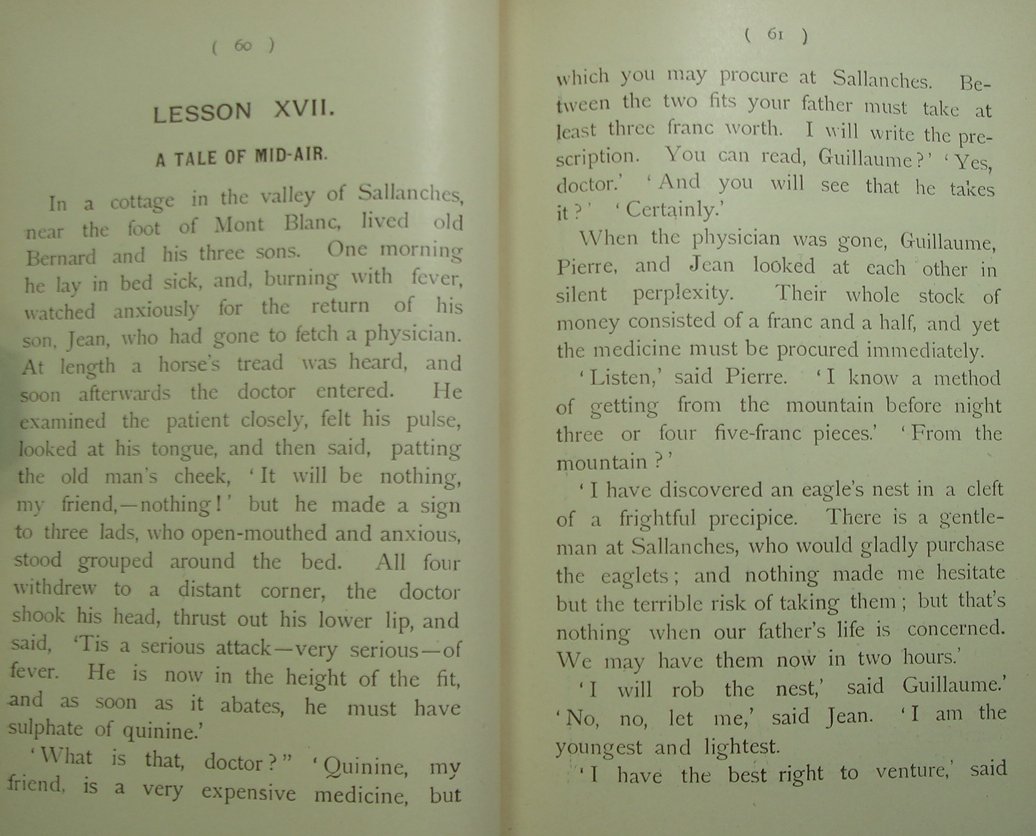 ( 60 )
LESSON XVII.
A TALE OF MID-AIR.
In a cottage in the valley of Sallanches,
near the foot of Mont Blanc, lived old
Bernard and his three sons. One morning
he lay in bed sick, and, burning with fever,
watched anxiously for the return of his
son, Jean, who had gone to fetch a physician.
At length a horse's tread was heard, and
soon afterwards the doctor entered. He
examined the patient closely, felt his pulse,
looked at his tongue, and then said, patting
the old man's cheek, 'It will be nothing,
my friend,—nothing!' but he made a sign
to three lads, who open-mouthed and anxious,
stood grouped around the bed. All four
withdrew to a distant corner, the doctor
shook his head, thrust out his lower lip, and
said, 'Tis a serious attack—very serious—of
fever. He is now in the height of the fit,
and as soon as it abates, he must have
sulphate of quinine.'
'What is that, doctor?" 'Quinine, my
friend, is a very expensive medicine, but
( 61 )
which you may procure at Sallanches. Be-
tween the two fits your father must take at
least three franc worth. I will write the pre-
scription. You can read, Guillaume?' 'Yes,
doctor.' 'And you will see that he takes
it?' 'Certainly.'
When the physician was gone, Guillaume,
Pierre, and Jean looked at each other in
silent perplexity. Their whole stock of
money consisted of a franc and a half, and yet
the medicine must be procured immediately.
'Listen,' said Pierre. 'I know a method
of getting from the mountain before night
three or four five-franc pieces.' 'From the
mountain?'
'I have discovered an eagle's nest in a cleft
of a frightful precipice. There is a gentle-
man at Sallanches, who would gladly purchase
the eaglets; and nothing made me hesitate
but the terrible risk of taking them; but that's
nothing when our father's life is concerned.
We may have them now in two hours.'
'I will rob the nest,' said Guillaume.'
'No, no, let me,' said Jean. 'I am the
youngest and lightest.
'I have the best right to venture,' said